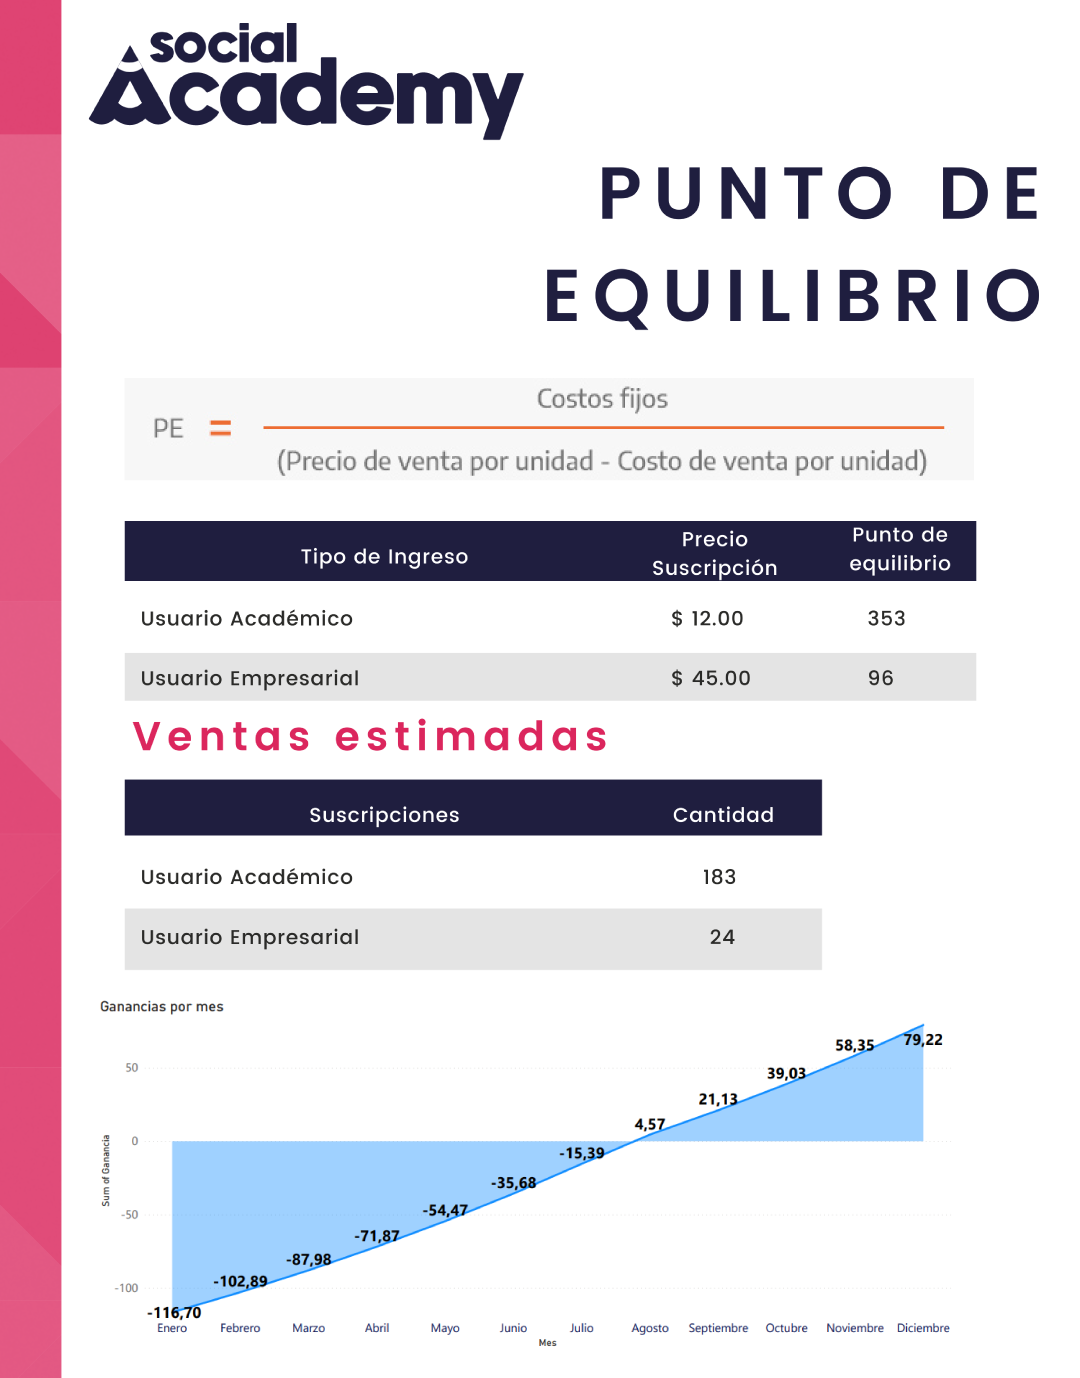 social
Academy
PUNTO DE
EQUILIBRIO
PE = Costos fijos
(Precio de venta por unidad - Costo de venta por unidad)
Tipo de Ingreso Precio Suscripción Punto de equilibrio
Usuario Académico $ 12.00 353
Usuario Empresarial $ 45.00 96
Ventas estimadas
Suscripciones Cantidad
Usuario Académico 183
Usuario Empresarial 24
Ganancias por mes
50
0
-50
-100
Sum of Ganancia
-116,70
-102,89
-87,98
-71,87
-54,47
-35,68
-15,39
4,57
21,13
39,03
58,35
79,22
Enero Febrero Marzo Abril Mayo Junio Julio Agosto Septiembre Octubre Noviembre Diciembre
Mes